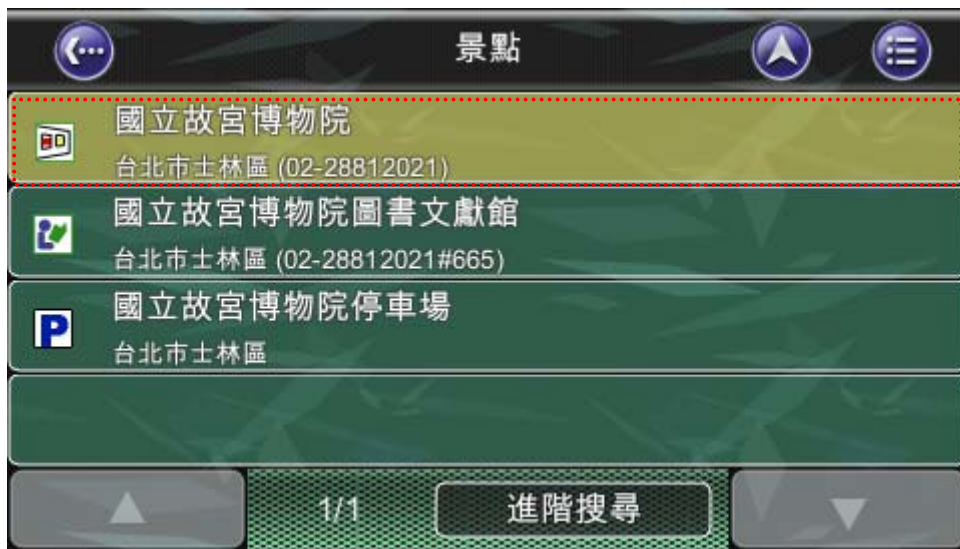 景點
國立故宮博物院
台北市士林區 (02-28812021)
國立故宮博物院圖書文獻館
台北市士林區 (02-28812021#665)
P
國立故宮博物院停車場
台北市士林區
1/1
進階搜尋